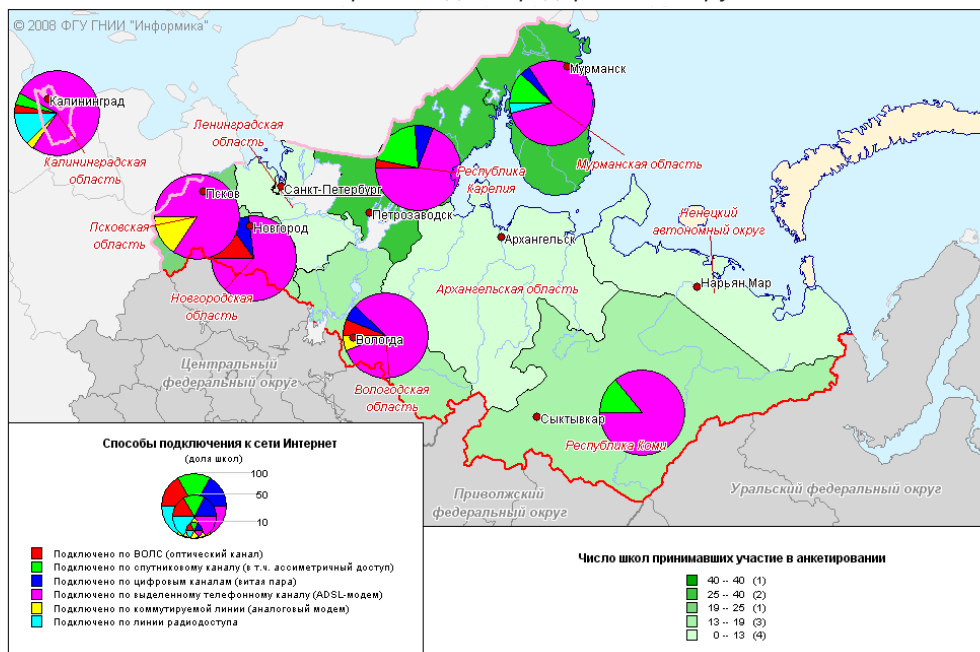 © 2008 ФГУ ГНИИ "Информика"
Мурманск
Калининград
Ленинградская
область
Калининградская
область
Мурманская область
Республика
Карелия
Санкт-Петербург
Псков
Ненецкий
автономный округ
Петрозаводск
Новгород
Псковская
область
Архангельск
Нарьян Мар
Архангельская область
Новгородская
область
Вологда
Центральный
федеральный округ
Вологодская
область
Сыктывкар
Республика Коми
Приволжский
федеральный округ
Уральский федеральный округ
Способы подключения к сети Интернет
(доля школ)
100
50
10
Подключено по ВОЛС (оптический канал)
Подключено по спутниковому каналу (в т.ч. ассиметричный доступ)
Подключено по цифровым каналам (витая пара)
Подключено по выделенному телефонному каналу (ADSL-модем)
Подключено по коммутируемой линии (аналоговый модем)
Подключено по линии радиодоступа
Число школ принимавших участие в анкетировании
40 -- 40 (1)
25 -- 40 (2)
19 -- 25 (1)
13 -- 19 (3)
0 -- 13 (4)